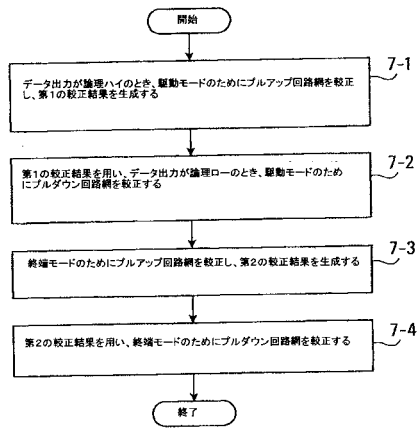 開始
7-1
データ出力が論理ハイのとき、駆動モードのためにプルアップ回路網を較正
し、第1の較正結果を生成する
7-2
第1の較正結果を用い、データ出力が論理ローのとき、駆動モードのため
にプルダウン回路網を較正する
7-3
終端モードのためにプルアップ回路網を較正し、第2の較正結果を生成する
7-4
第2の較正結果を用い、終端モードのためにプルダウン回路網を較正する
終了